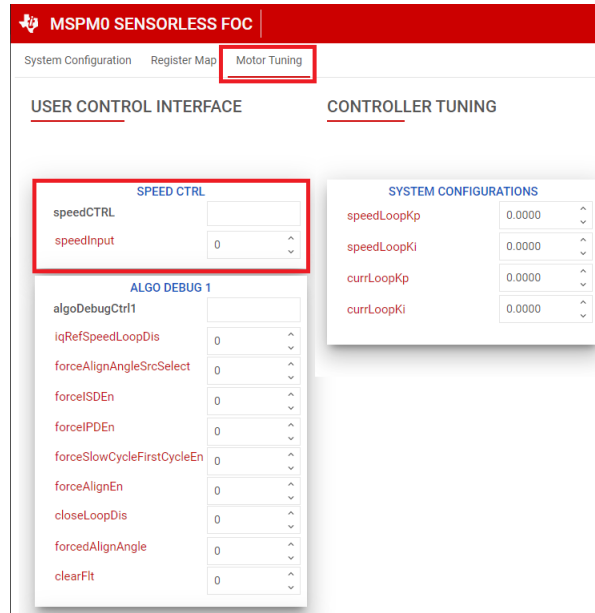 MSPM0 SENSORLESS FOC
System Configuration Register Map Motor Tuning
USER CONTROL INTERFACE
SPEED CTRL
speedCTRL
speedInput 0
ALGO DEBUG 1
algoDebugCtrl1
iqRefSpeedLoopDis 0
forceAlignAngleSrcSelect 0
forceISDEn 0
forceIPDEn 0
forceSlowCycleFirstCycleEn 0
forceAlignEn 0
closeLoopDis 0
forcedAlignAngle 0
clearFlt 0
CONTROLLER TUNING
SYSTEM CONFIGURATIONS
speedLoopKp 0.0000
speedLoopKi 0.0000
currLoopKp 0.0000
currLoopKi 0.0000